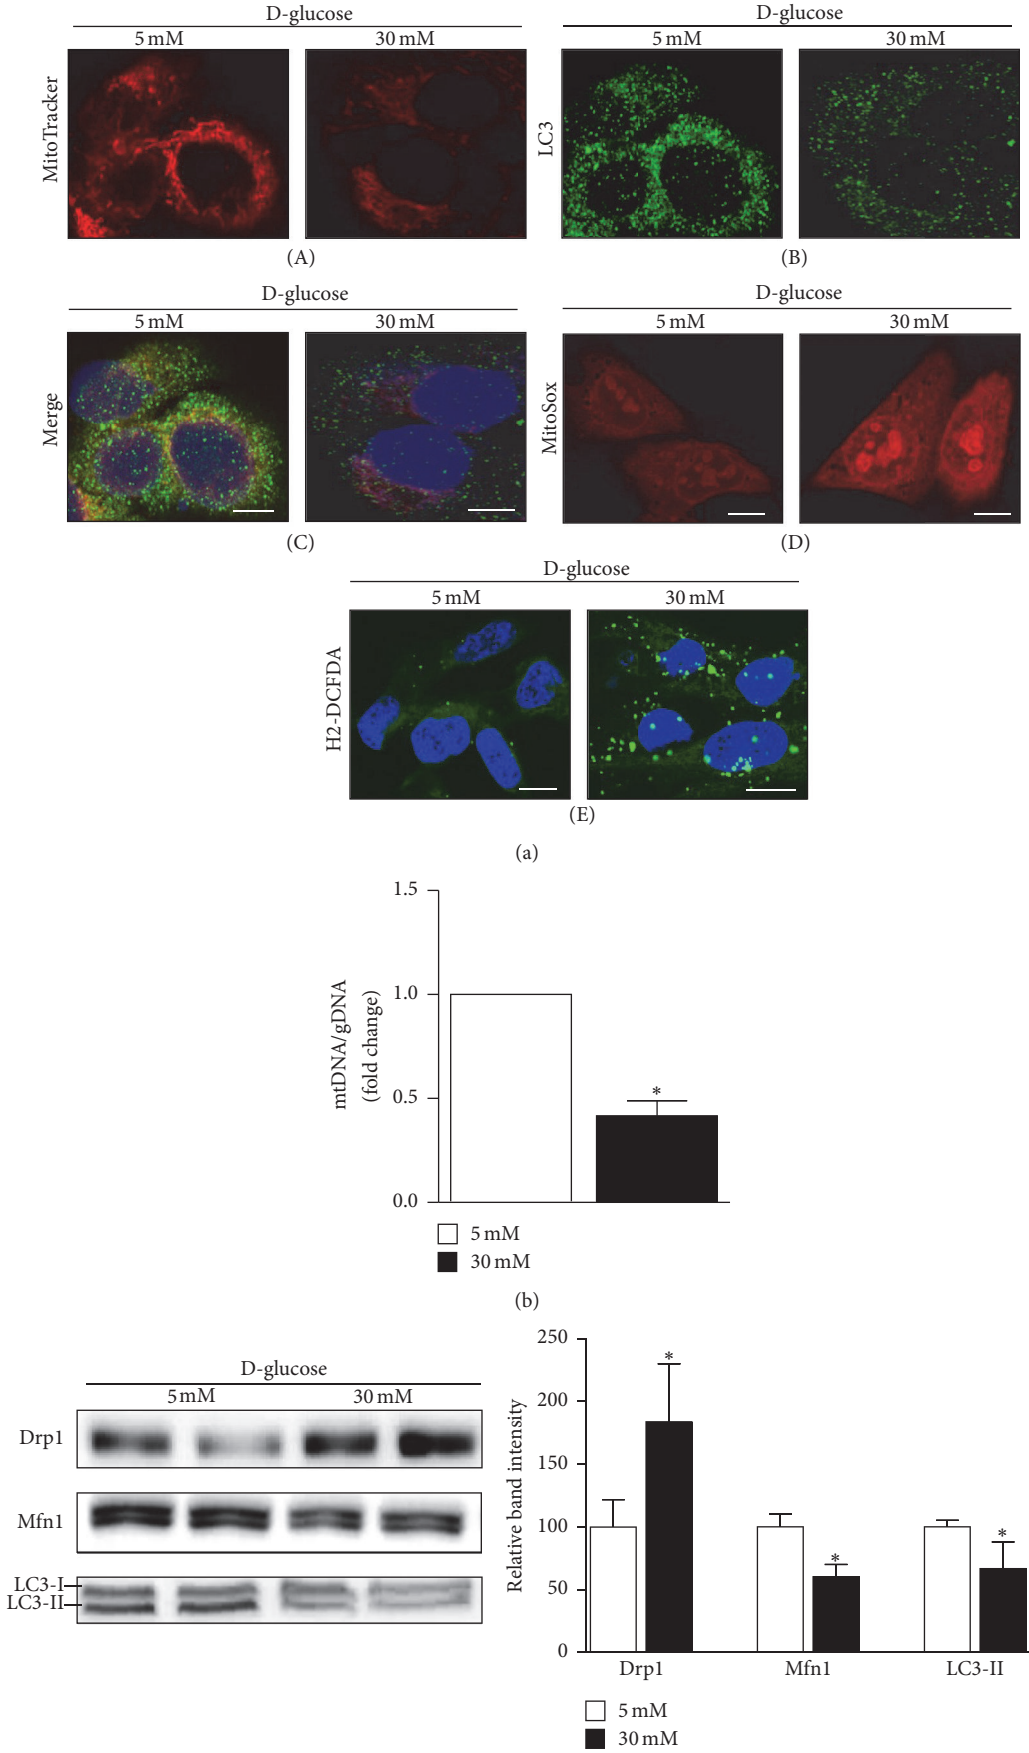 D-glucose
5 mM 30 mM
MitoTracker
(A)
D-glucose
5 mM 30 mM
LC3
(B)
D-glucose
5 mM 30 mM
Merge
(C)
D-glucose
5 mM 30 mM
MitoSox
(D)
D-glucose
5 mM 30 mM
H2-DCFDA
(E)
(a)
1.5
1.0
0.5
0.0
mtDNA/gDNA
(fold change)
*
5 mM
30 mM
(b)
D-glucose
5 mM 30 mM
Drp1
Mfn1
LC3-I
LC3-II
250
200
150
100
50
0
Relative band intensity
* * *
Drp1 Mfn1 LC3-II
5 mM
30 mM